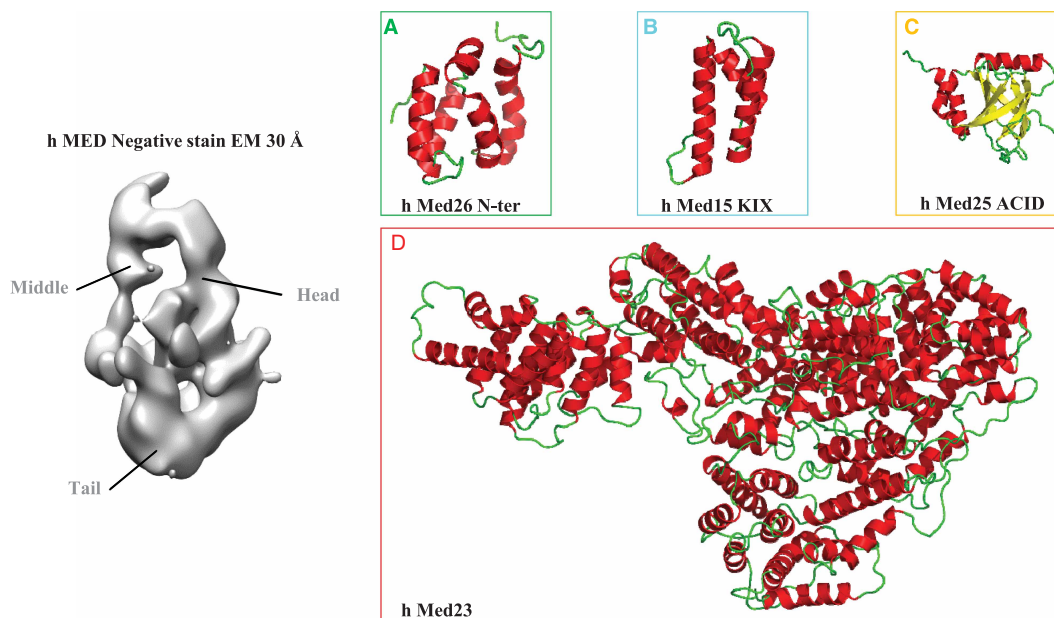 h MED Negative stain EM 30 Å
Middle
Head
Tail
A
h Med26 N-ter
B
h Med15 KIX
C
h Med25 ACID
D
h Med23